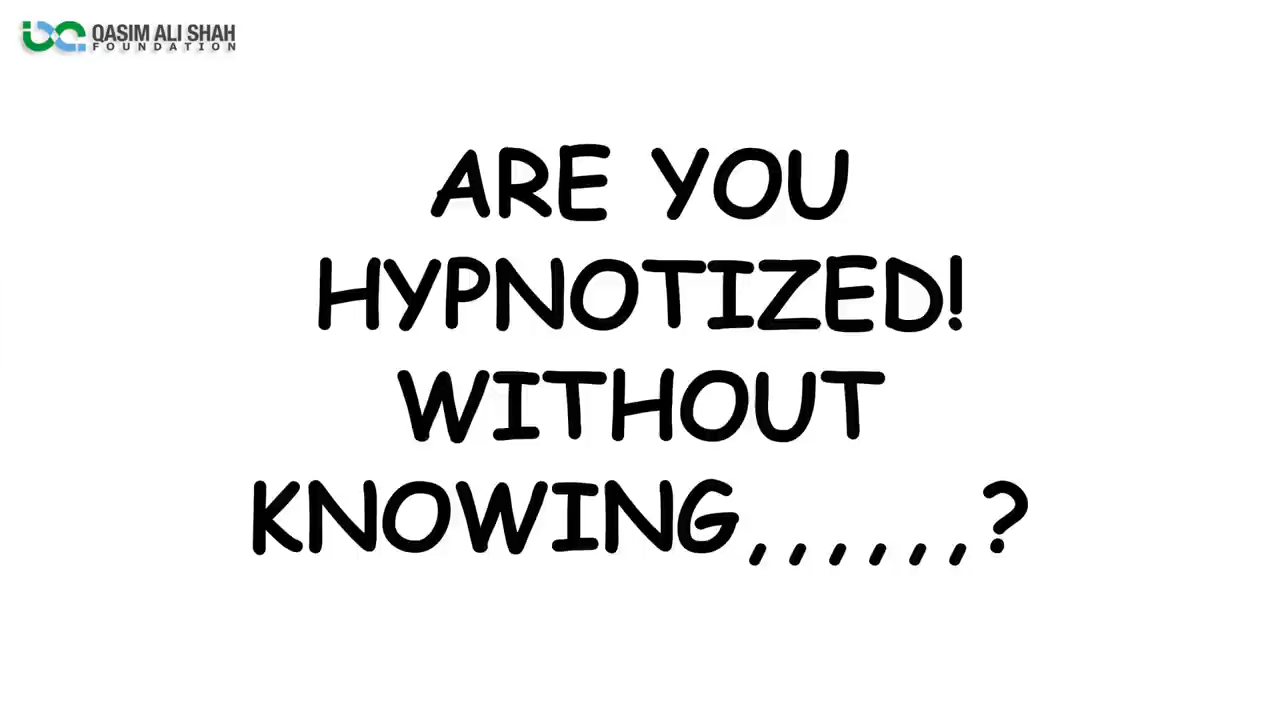 QASIM ALI SHAH
FOUNDATION
ARE YOU
HYPNOTIZED!
WITHOUT
KNOWING,,,,,,?